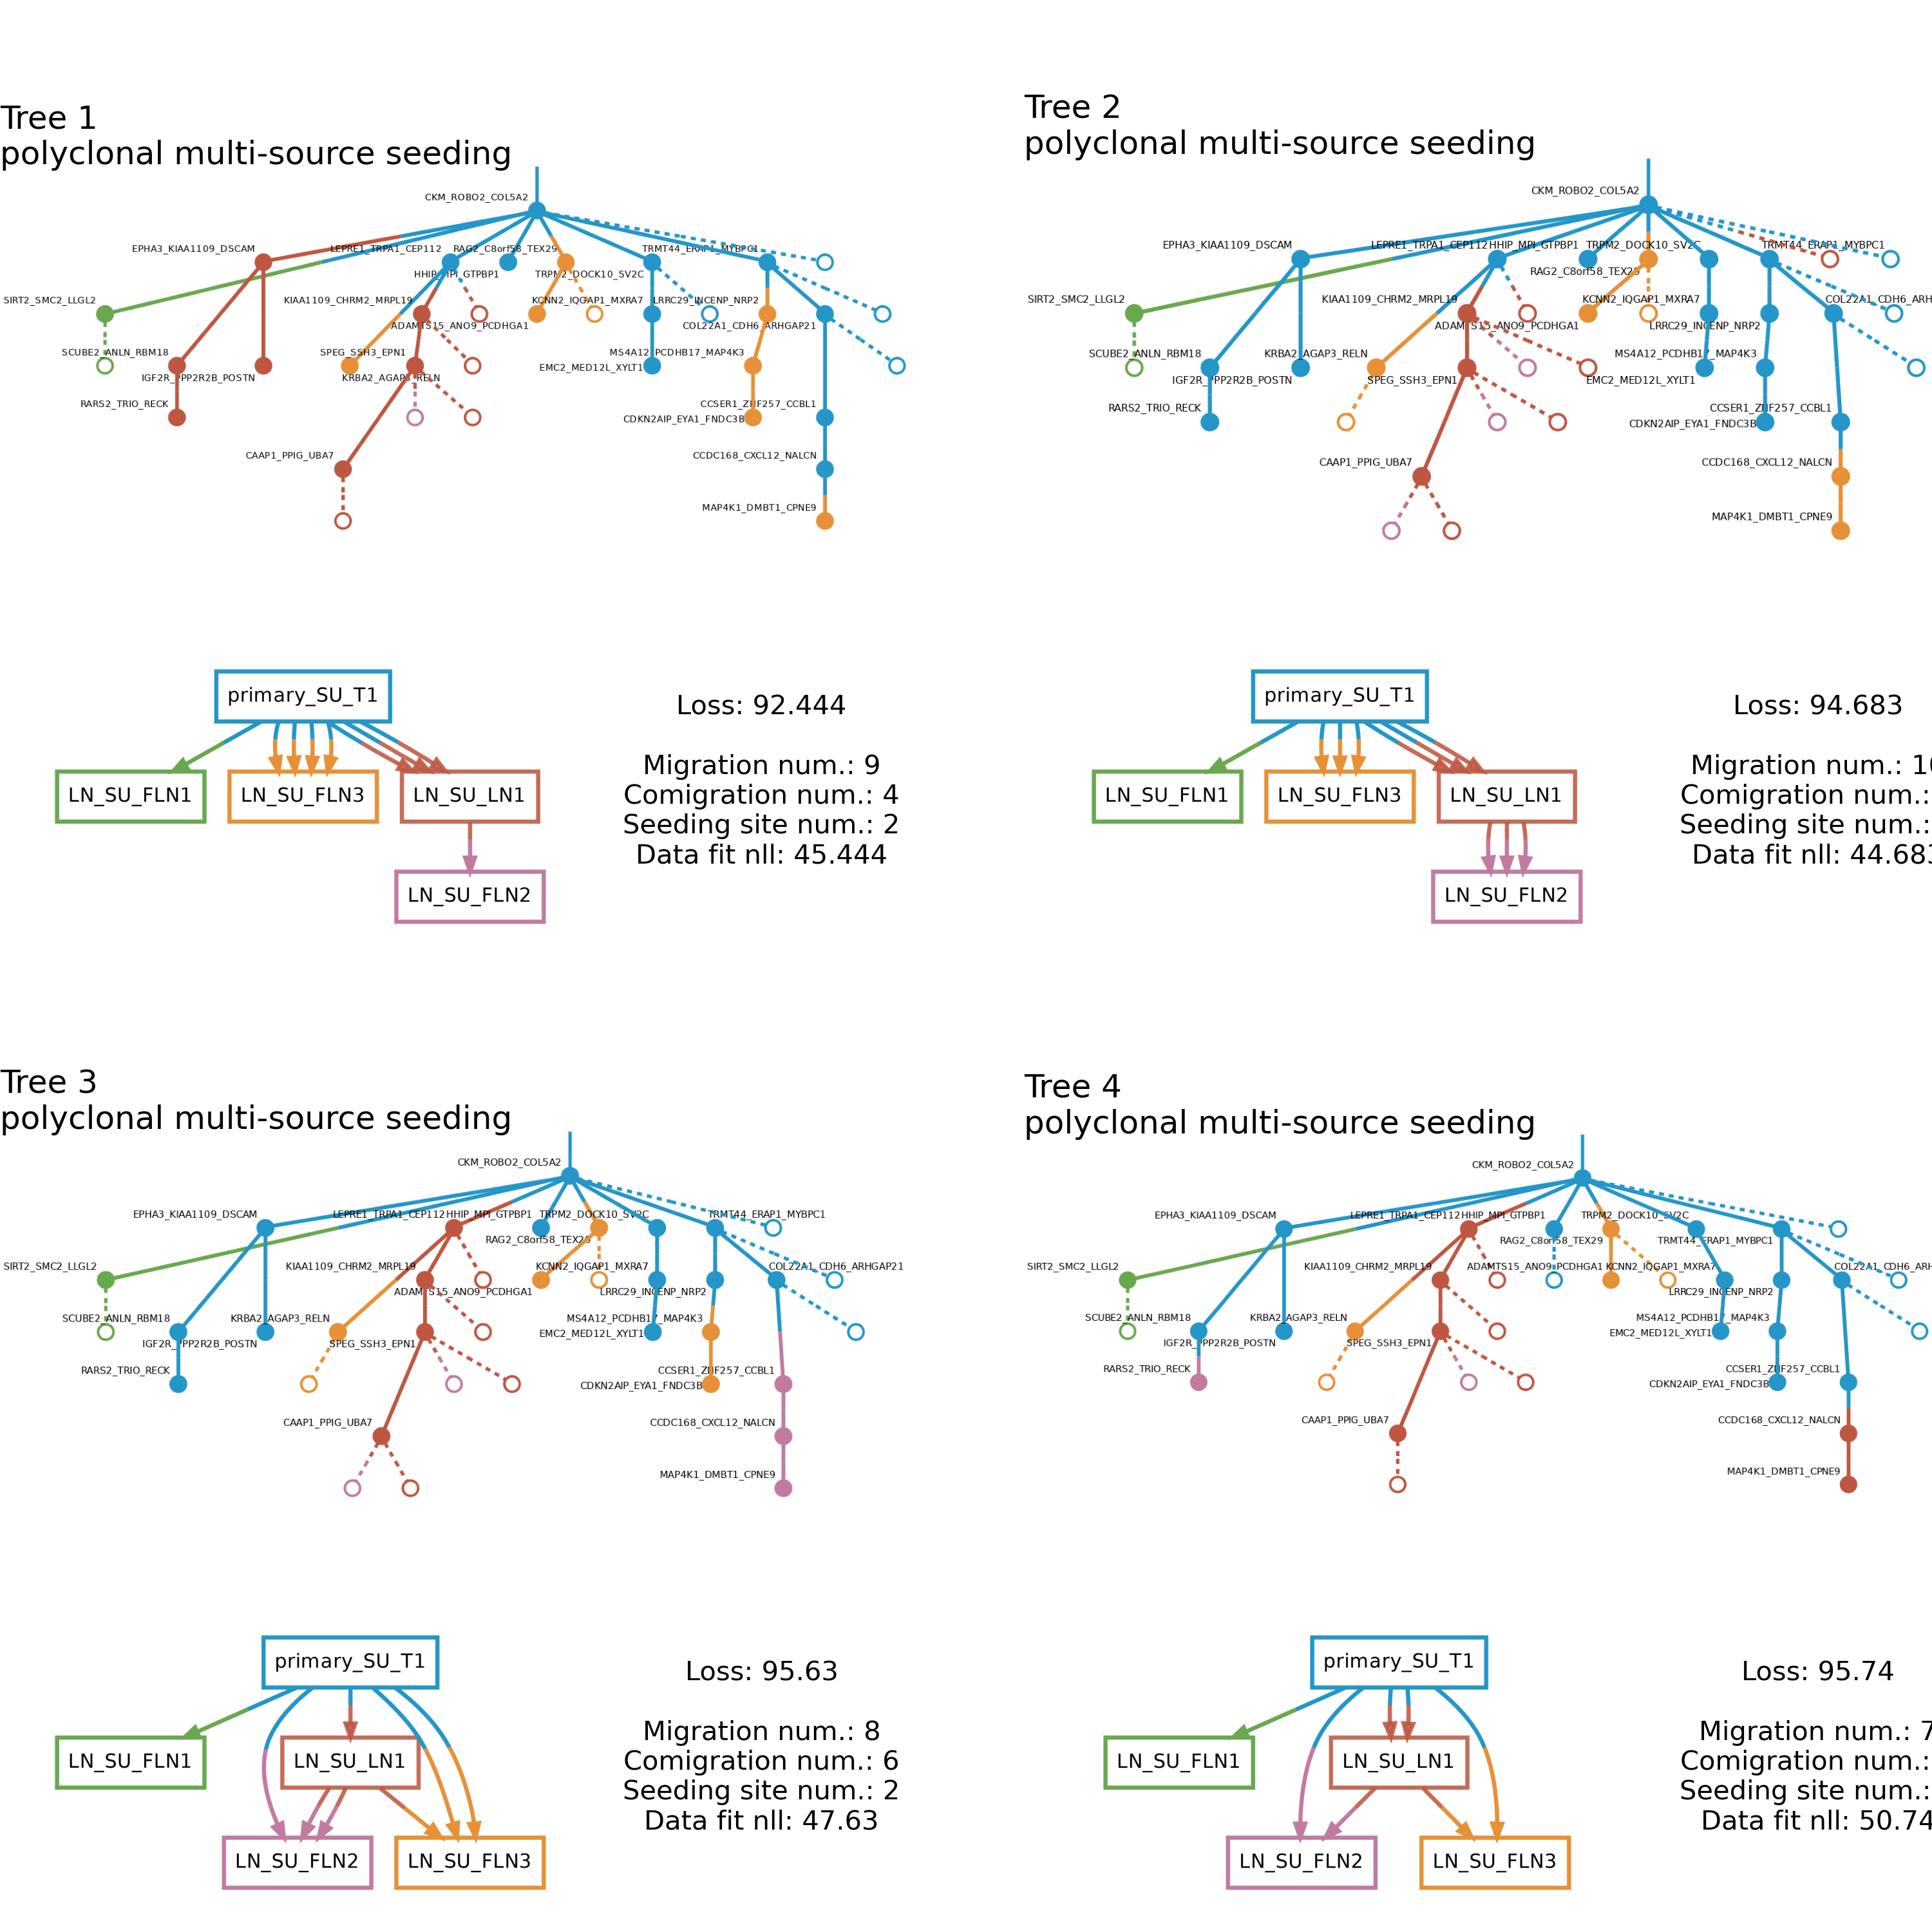 Tree 1
polyclonal multi-source seeding
CKM_ROBO2_COL5A2
EPHA3_KIAA1109_DSCAM
LEPRE1_TRPA1_CEP112
RAG2_C8orf58_TEX29
TRMT44_ERAP1_MYBPC1
HHIP_MPI_GTPBP1
TRPM2_DOCK10_SV2C
SIRT2_SMC2_LLGL2
KIAA1109_CHRM2_MRPL19
KCNN2_IQGAP1_MXRA7
LRRC29_INCENP_NRP2
ADAMTS15_ANO9_PCDHGA1
COL22A1_CDH6_ARHGAP21
SCUBE2_ANLN_RBM18
SPEG_SSH3_EPN1
MS4A12_PCDHB17_MAP4K3
IGF2R_PPP2R2B_POSTN
KRBA2_AGAP3_RELN
EMC2_MED12L_XYLT1
RARS2_TRIO_RECK
CCSER1_ZNF257_CCBL1
CDKN2AIP_EYA1_FNDC3B
CAAP1_PPIG_UBA7
CCDC168_CXCL12_NALCN
MAP4K1_DMBT1_CPNE9
primary_SU_T1
LN_SU_FLN1
LN_SU_FLN3
LN_SU_LN1
LN_SU_FLN2
Loss: 92.444
Migration num.: 9
Comigration num.: 4
Seeding site num.: 2
Data fit nll: 45.444
Tree 2
polyclonal multi-source seeding
CKM_ROBO2_COL5A2
EPHA3_KIAA1109_DSCAM
LEPRE1_TRPA1_CEP112
HHIP_MPI_GTPBP1
TRPM2_DOCK10_SV2C
TRMT44_ERAP1_MYBPC1
RAG2_C8orf58_TEX29
SIRT2_SMC2_LLGL2
KIAA1109_CHRM2_MRPL19
KCNN2_IQGAP1_MXRA7
COL22A1_CDH6_ARH
ADAMTS15_ANO9_PCDHGA1
LRRC29_INCENP_NRP2
SCUBE2_ANLN_RBM18
KRBA2_AGAP3_RELN
MS4A12_PCDHB17_MAP4K3
IGF2R_PPP2R2B_POSTN
SPEG_SSH3_EPN1
EMC2_MED12L_XYLT1
RARS2_TRIO_RECK
CCSER1_ZNF257_CCBL1
CDKN2AIP_EYA1_FNDC3B
CAAP1_PPIG_UBA7
CCDC168_CXCL12_NALCN
MAP4K1_DMBT1_CPNE9
primary_SU_T1
LN_SU_FLN1
LN_SU_FLN3
LN_SU_LN1
LN_SU_FLN2
Loss: 94.683
Migration num.: 10
Comigration num.:
Seeding site num.:
Data fit nll: 44.683
Tree 3
polyclonal multi-source seeding
CKM_ROBO2_COL5A2
EPHA3_KIAA1109_DSCAM
LEPRE1_TRPA1_CEP112
HHIP_MPI_GTPBP1
TRPM2_DOCK10_SV2C
TRMT44_ERAP1_MYBPC1
RAG2_C8orf58_TEX29
SIRT2_SMC2_LLGL2
KIAA1109_CHRM2_MRPL19
KCNN2_IQGAP1_MXRA7
COL22A1_CDH6_ARHGAP21
ADAMTS15_ANO9_PCDHGA1
LRRC29_INCENP_NRP2
SCUBE2_ANLN_RBM18
KRBA2_AGAP3_RELN
MS4A12_PCDHB17_MAP4K3
EMC2_MED12L_XYLT1
IGF2R_PPP2R2B_POSTN
SPEG_SSH3_EPN1
RARS2_TRIO_RECK
CCSER1_ZNF257_CCBL1
CDKN2AIP_EYA1_FNDC3B
CAAP1_PPIG_UBA7
CCDC168_CXCL12_NALCN
MAP4K1_DMBT1_CPNE9
primary_SU_T1
LN_SU_FLN1
LN_SU_LN1
LN_SU_FLN2
LN_SU_FLN3
Loss: 95.63
Migration num.: 8
Comigration num.: 6
Seeding site num.: 2
Data fit nll: 47.63
Tree 4
polyclonal multi-source seeding
CKM_ROBO2_COL5A2
EPHA3_KIAA1109_DSCAM
LEPRE1_TRPA1_CEP112
HHIP_MPI_GTPBP1
TRPM2_DOCK10_SV2C
RAG2_C8orf58_TEX29
TRMT44_ERAP1_MYBPC1
SIRT2_SMC2_LLGL2
KIAA1109_CHRM2_MRPL19
ADAMTS15_ANO9_PCDHGA1
KCNN2_IQGAP1_MXRA7
COL22A1_CDH6_ARH
LRRC29_INCENP_NRP2
SCUBE2_ANLN_RBM18
KRBA2_AGAP3_RELN
MS4A12_PCDHB17_MAP4K3
EMC2_MED12L_XYLT1
IGF2R_PPP2R2B_POSTN
SPEG_SSH3_EPN1
RARS2_TRIO_RECK
CCSER1_ZNF257_CCBL1
CDKN2AIP_EYA1_FNDC3B
CAAP1_PPIG_UBA7
CCDC168_CXCL12_NALCN
MAP4K1_DMBT1_CPNE9
primary_SU_T1
LN_SU_FLN1
LN_SU_LN1
LN_SU_FLN2
LN_SU_FLN3
Loss: 95.74
Migration num.: 7
Comigration num.:
Seeding site num.:
Data fit nll: 50.74